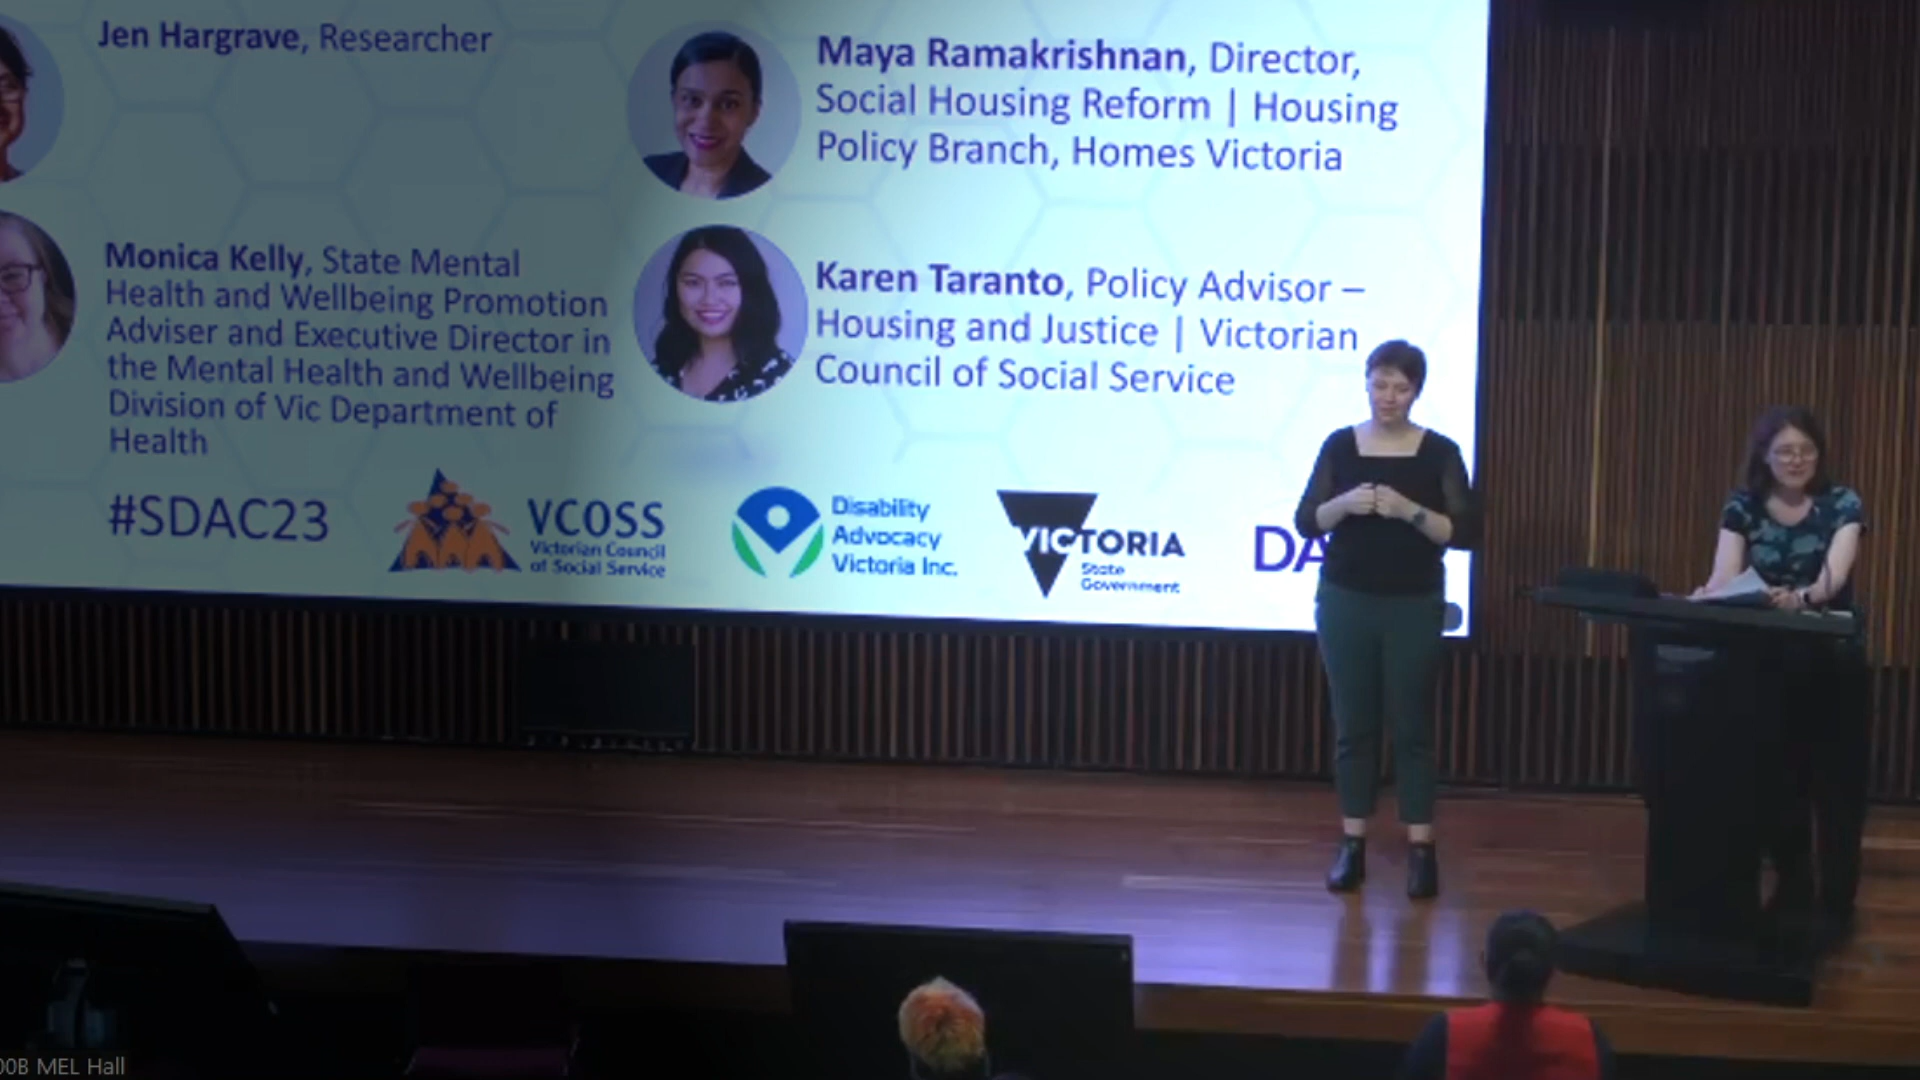 Jen Hargrave, Researcher
Maya Ramakrishnan, Director,
Social Housing Reform | Housing
Policy Branch, Homes Victoria
Monica Kelly, State Mental
Health and Wellbeing Promotion
Adviser and Executive Director in
the Mental Health and Wellbeing
Division of Vic Department of
Health
Karen Taranto, Policy Advisor –
Housing and Justice | Victorian
Council of Social Service
#SDAC23
VCOSS
Victorian Council
of Social Service
Disability
Advocacy
Victoria Inc.
VICTORIA
State
Government
MEL Hall